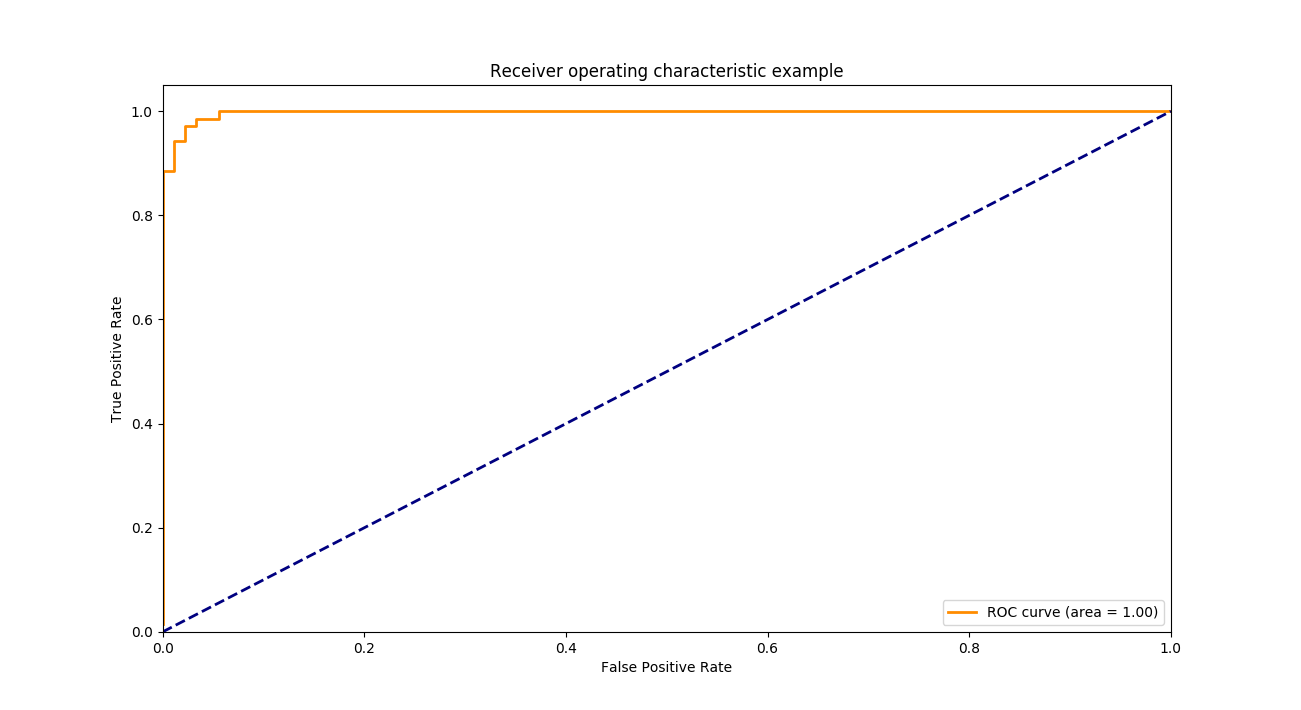 Receiver operating characteristic example
1.0
0.8
0.6
0.4
0.2
0.0
True Positive Rate
ROC curve (area = 1.00)
0.0 0.2 0.4 0.6 0.8 1.0
False Positive Rate